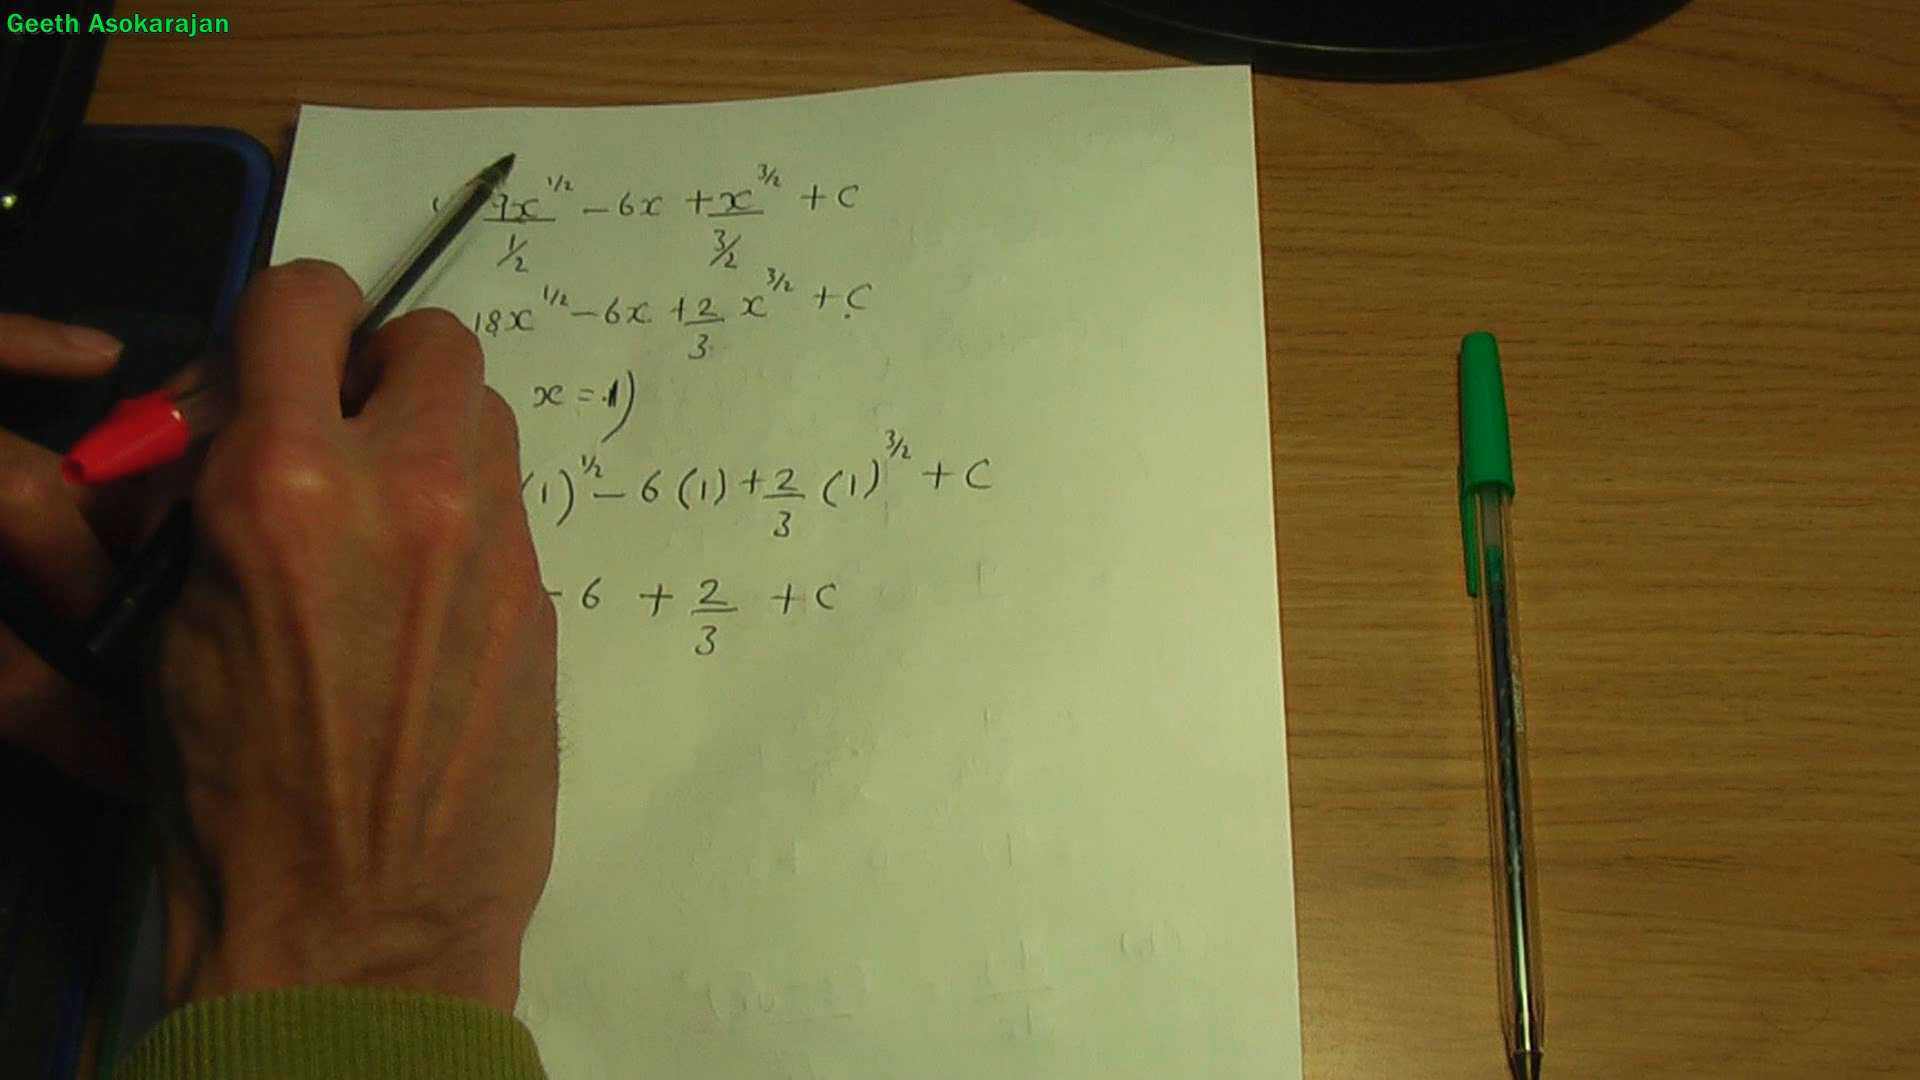 Geeth Asokarajan
9x^1/2 / 1/2 - 6x + x^3/2 / 3/2 + C
18x^1/2 - 6x + 2/3 x^3/2 + C
x = 1)
(1)^1/2 - 6(1) + 2/3 (1)^3/2 + C
- 6 + 2/3 + C